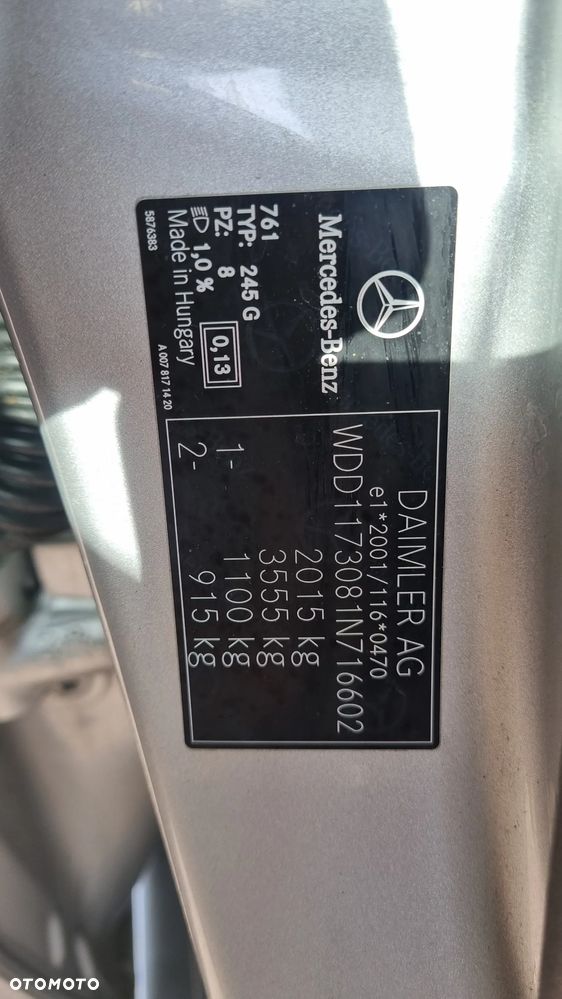 Mercedes-Benz
761
TYP: 245 G
PZ: 8
0,13
1,0 %
Made in Hungary
5876383
A 007 817 14 20
DAIMLER AG
e1*2001/116*0470
WDD1173081N716602
2015 kg
3555 kg
1- 1100 kg
2- 915 kg
OTOMOTO